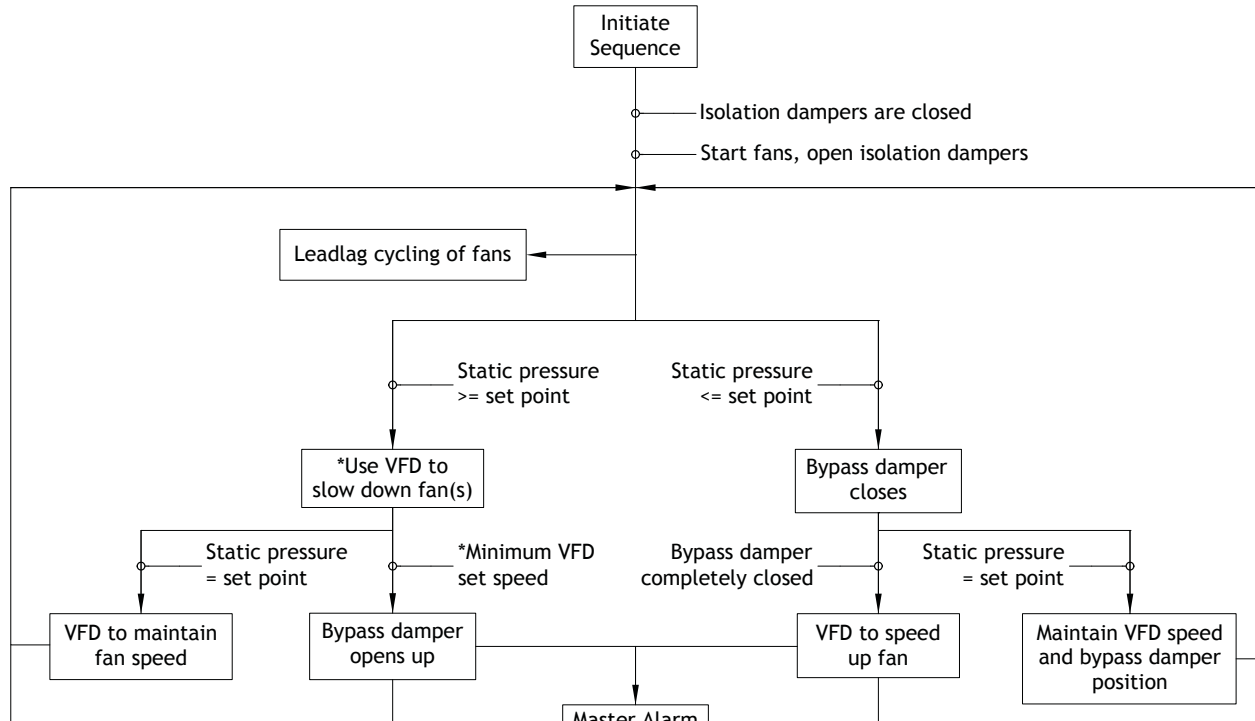 Initiate
Sequence
Isolation dampers are closed
Start fans, open isolation dampers
Leadlag cycling of fans
Static pressure
>= set point
Static pressure
<= set point
*Use VFD to
slow down fan(s)
Bypass damper
closes
Static pressure
= set point
*Minimum VFD
set speed
Bypass damper
completely closed
Static pressure
= set point
VFD to maintain
fan speed
Bypass damper
opens up
VFD to speed
up fan
Maintain VFD speed
and bypass damper
position
Master Alarm